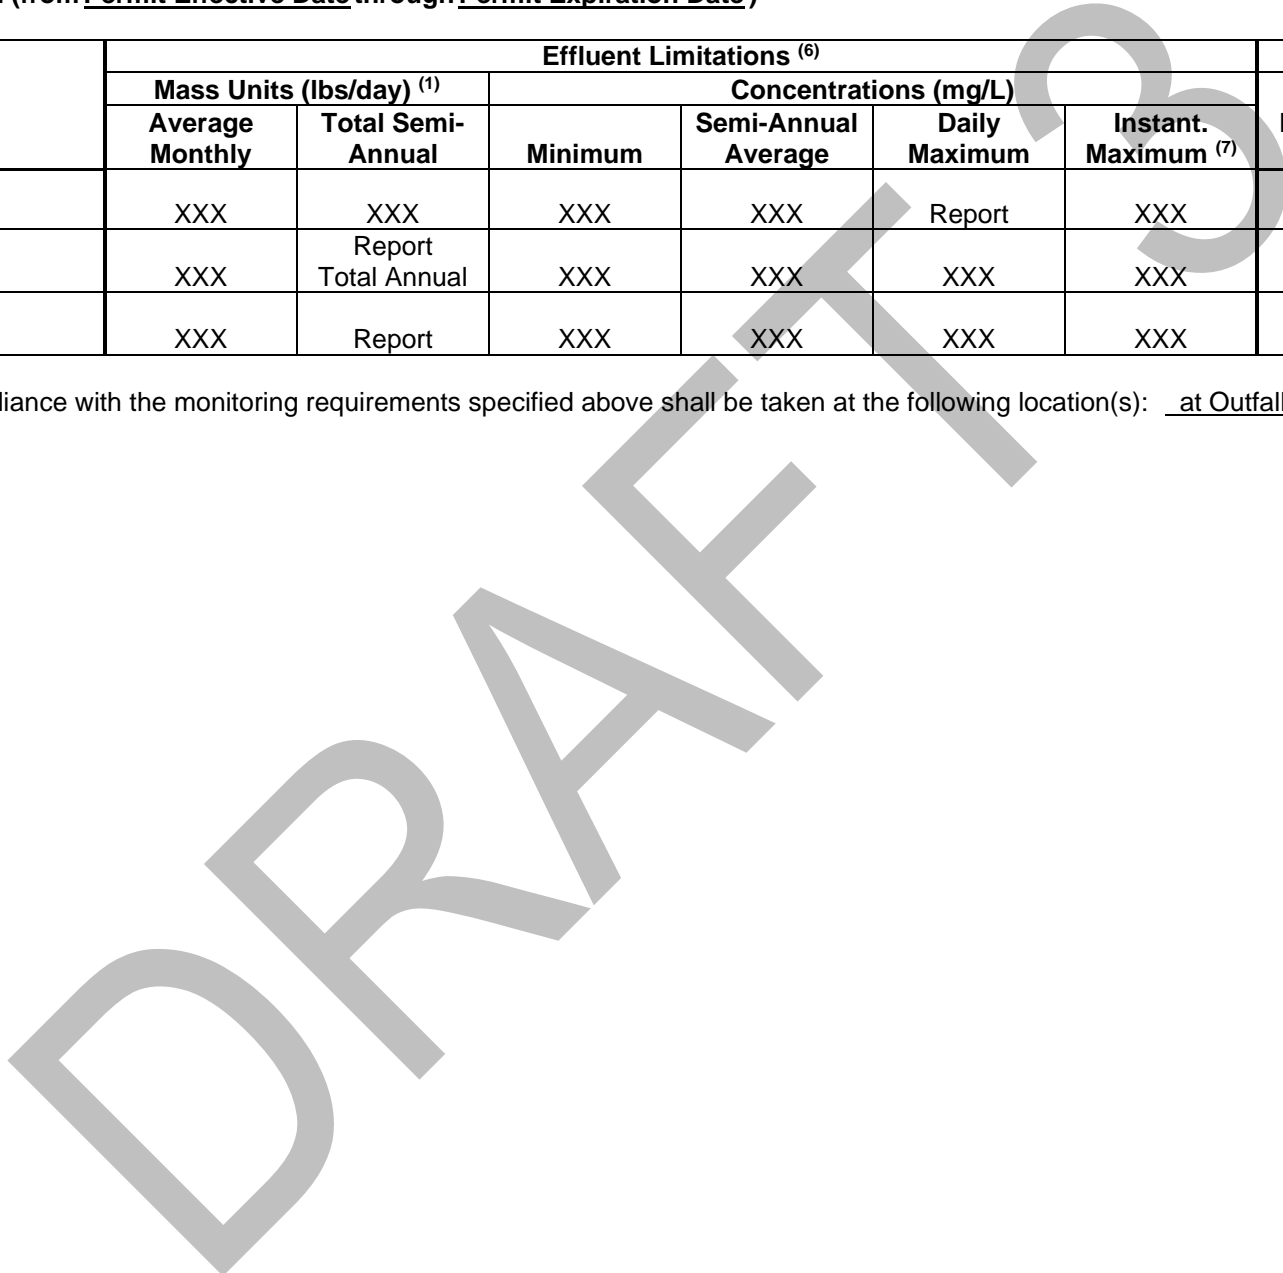 (from Permit Effective Date through Permit Expiration Date)
Effluent Limitations (6)
Mass Units (lbs/day) (1) Concentrations (mg/L)
Average Monthly Total Semi-Annual Minimum Semi-Annual Average Daily Maximum Instant. Maximum (7)
XXX XXX XXX XXX Report XXX
XXX Report Total Annual XXX XXX XXX XXX
XXX Report XXX XXX XXX XXX
liance with the monitoring requirements specified above shall be taken at the following location(s): at Outfall
DRAFT 3